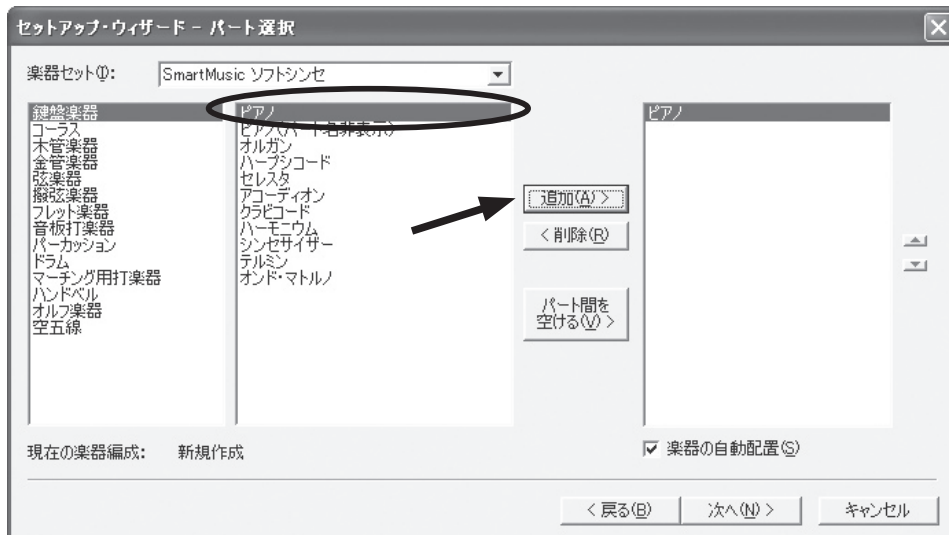 セットアップ・ウィザード - パート選択
楽器セット(I):
SmartMusic ソフトシンセ
鍵盤楽器
コーラス
木管楽器
金管楽器
弦楽器
撥弦楽器
フレット楽器
音板打楽器
パーカッション
ドラム
マーチング用打楽器
ハンドベル
オルフ楽器
空五線
ピアノ
ピアノ(パート名非表示)
オルガン
ハープシコード
セレスタ
アコーディオン
クラビコード
ハーモニウム
シンセサイザー
テルミン
オンド・マトルノ
追加(A) >
< 削除(R)
パート間を
空ける(V) >
ピアノ
現在の楽器編成: 新規作成
楽器の自動配置(S)
< 戻る(B)
次へ(N) >
キャンセル